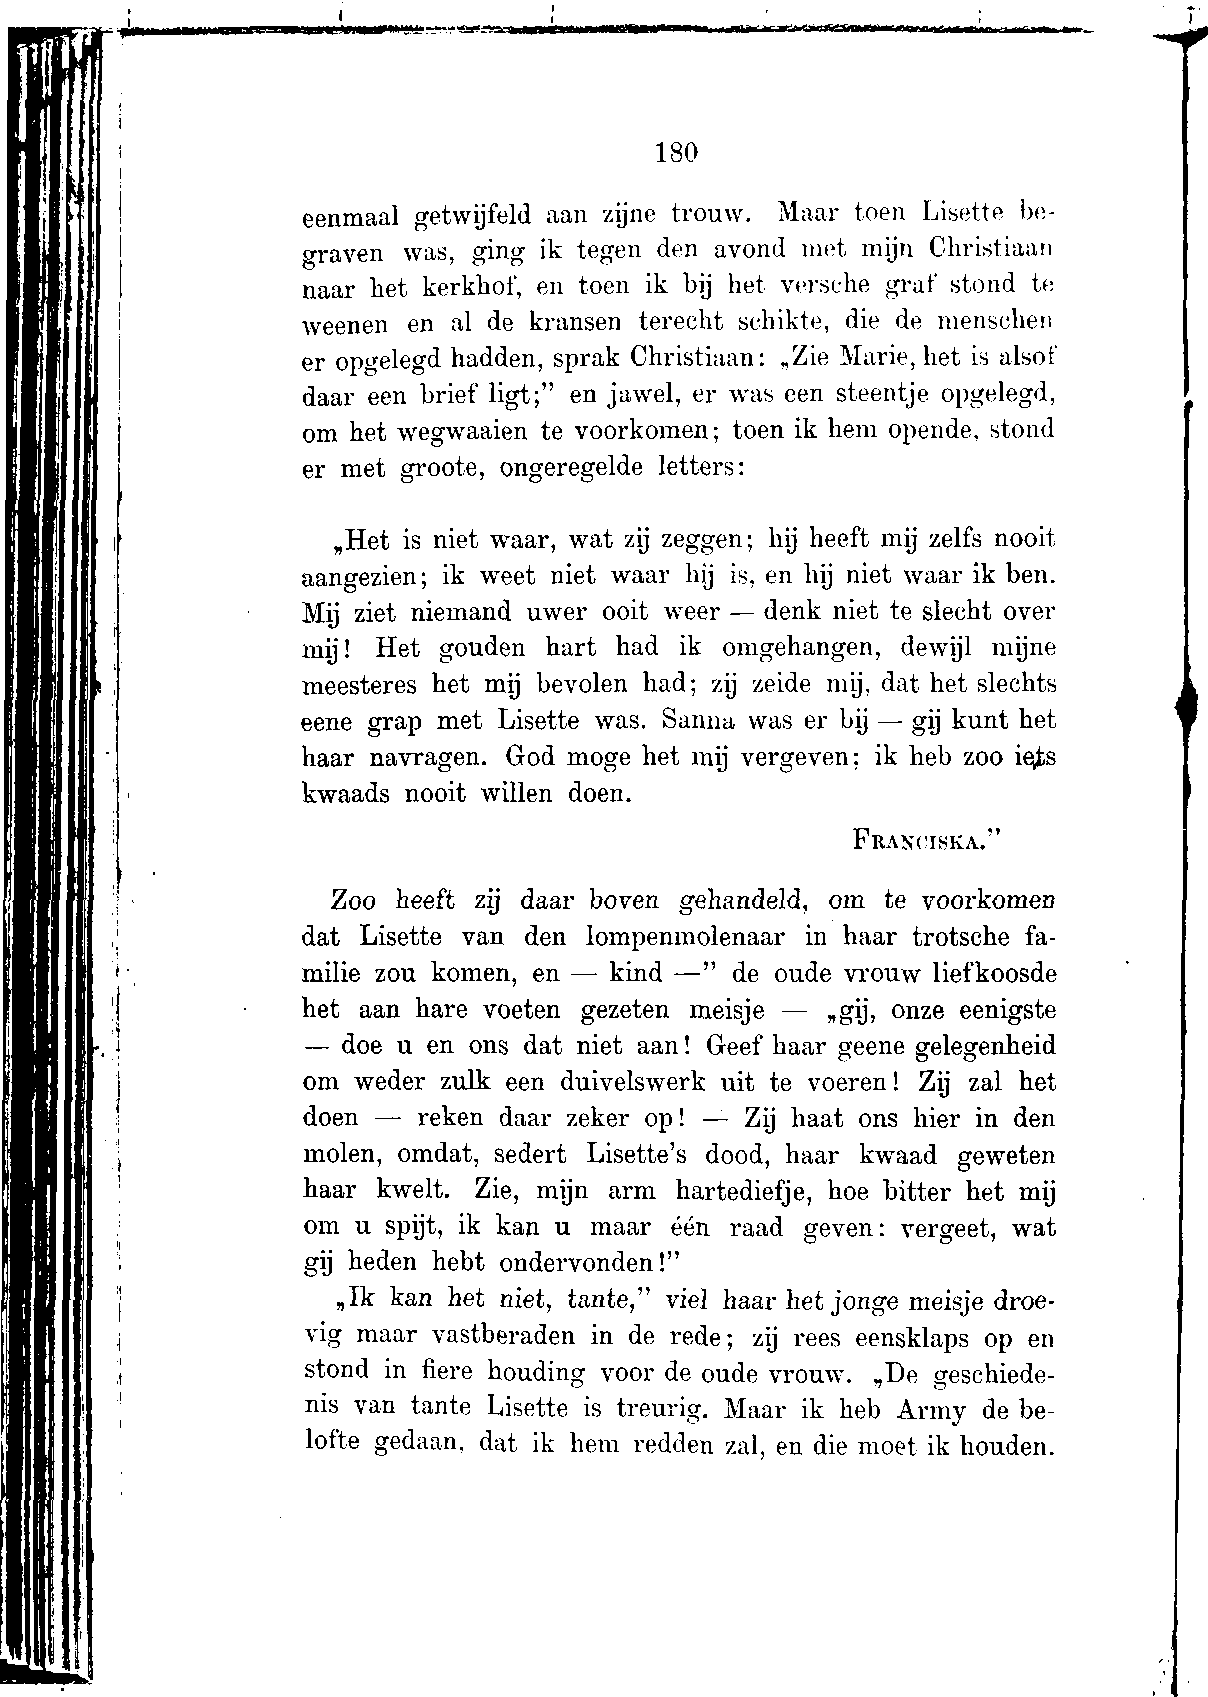 180
eenmaal getwijfeld aan zijne trouw. Maar toen Lisette be-
graven was, ging ik tegen den avond met mijn Christiaan
naar het kerkhof, en toen ik bij het versche graf stond te
weenen en al de kransen terecht schikte, die de menschen
er opgelegd hadden, sprak Christiaan: „Zie Marie, het is alsof
daar een brief ligt;” en jawel, er was een steentje opgelegd,
om het wegwaaien te voorkomen; toen ik hem opende, stond
er met groote, ongeregelde letters:
„Het is niet waar, wat zij zeggen; hij heeft mij zelfs nooit
aangezien; ik weet niet waar hij is, en hij niet waar ik ben.
Mij ziet niemand uwer ooit weer — denk niet te slecht over
mij! Het gouden hart had ik omgehangen, dewijl mijne
meesteres het mij bevolen had; zij zeide mij, dat het slechts
eene grap met Lisette was. Sanna was er bij — gij kunt het
haar navragen. God moge het mij vergeven; ik heb zoo iets
kwaads nooit willen doen.
FRANCISKA.”
Zoo heeft zij daar boven gehandeld, om te voorkomen
dat Lisette van den lompenmolenaar in haar trotsche fa-
milie zou komen, en — kind —” de oude vrouw liefkoosde
het aan hare voeten gezeten meisje — „gij, onze eenigste
— doe u en ons dat niet aan! Geef haar geene gelegenheid
om weder zulk een duivelswerk uit te voeren! Zij zal het
doen — reken daar zeker op! — Zij haat ons hier in den
molen, omdat, sedert Lisette’s dood, haar kwaad geweten
haar kwelt. Zie, mijn arm hartediefje, hoe bitter het mij
om u spijt, ik kan u maar één raad geven: vergeet, wat
gij heden hebt ondervonden!”
„Ik kan het niet, tante,” viel haar het jonge meisje droe-
vig maar vastberaden in de rede; zij rees eensklaps op en
stond in fiere houding voor de oude vrouw. „De geschiede-
nis van tante Lisette is treurig. Maar ik heb Army de be-
lofte gedaan, dat ik hem redden zal, en die moet ik houden.